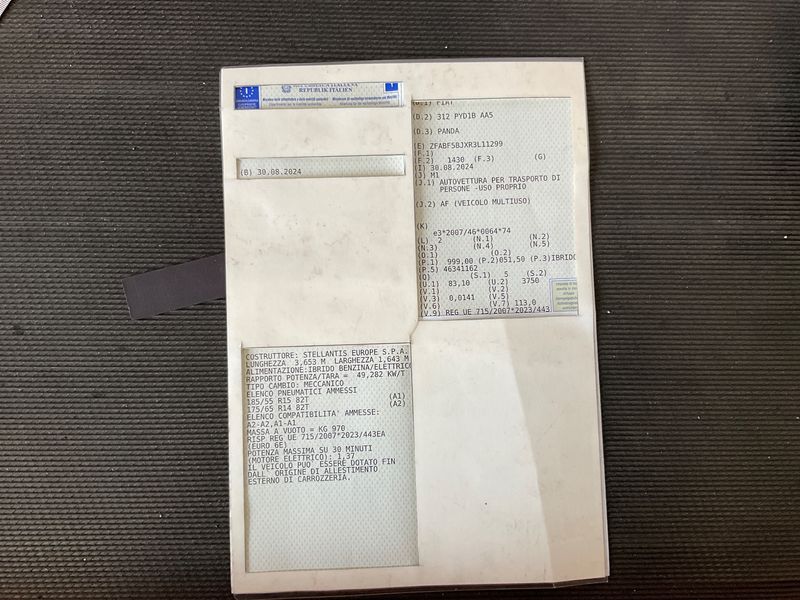 REPUBLIK ITALIEN
(B) 30.08.2024
(D.1) FIAT
(D.2) 312 PYD1B AA5
(D.3) PANDA
(E) ZFABF5BJXR3L11299
(F.1)
(F.2) 1430 (F.3) (G)
(I) 30.08.2024
(J) M1
(J.1) AUTOVETTURA PER TRASPORTO DI
PERSONE -USO PROPRIO
(J.2) AF (VEICOLO MULTIUSO)
(K)
e3*2007/46*0064*74
(L) 2 (N.1) (N.2)
(N.3) (N.4) (N.5)
(O.1) (O.2)
(P.1) 999,00 (P.2)051,50 (P.3)IBRIDO
(P.5) 46341162
(Q) (S.1) 5 (S.2)
(U.1) 83,10 (U.2) 3750
(V.1) (V.2)
(V.3) 0,0141 (V.5)
(V.6) (V.7) 113,0
(V.9) REG UE 715/2007*2023/443
COSTRUTTORE: STELLANTIS EUROPE S.P.A.
LUNGHEZZA 3,653 M LARGHEZZA 1,643 M
ALIMENTAZIONE:IBRIDO BENZINA/ELETTRICO
RAPPORTO POTENZA/TARA = 49,282 KW/T
TIPO CAMBIO: MECCANICO
ELENCO PNEUMATICI AMMESSI
185/55 R15 82T (A1)
175/65 R14 82T (A2)
ELENCO COMPATIBILITA' AMMESSE:
A2-A2,A1-A1
MASSA A VUOTO = KG 970
RISP REG UE 715/2007*2023/443EA
(EURO 6E)
POTENZA MASSIMA SU 30 MINUTI
(MOTORE ELETTRICO): 1,37
IL VEICOLO PUO' ESSERE DOTATO FIN
DALL' ORIGINE DI ALLESTIMENTO
ESTERNO DI CARROZZERIA.